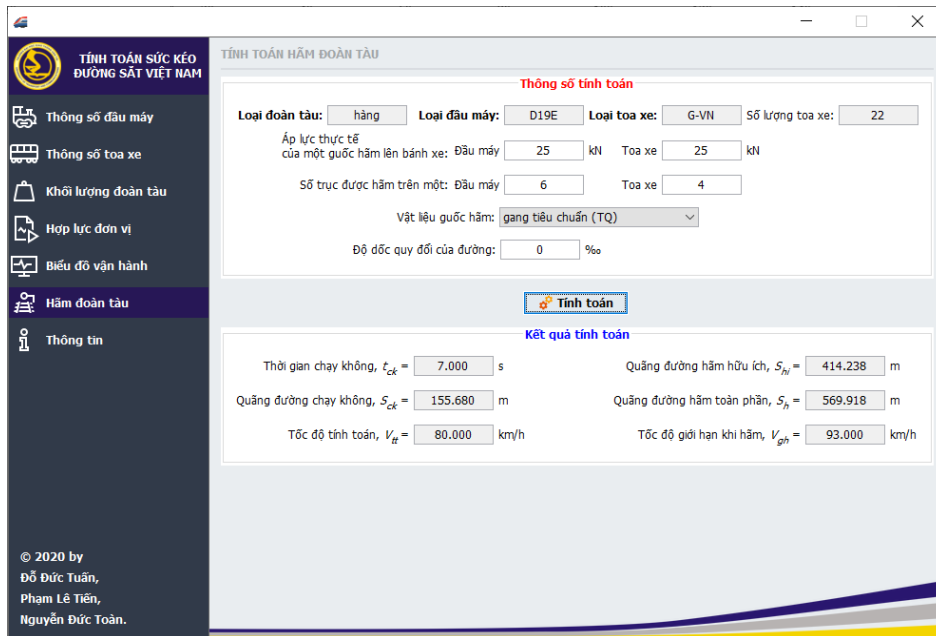 TÍNH TOÁN SỨC KÉO
ĐƯỜNG SẮT VIỆT NAM
Thông số đầu máy
Thông số toa xe
Khối lượng đoàn tàu
Hợp lực đơn vị
Biểu đồ vận hành
Hãm đoàn tàu
Thông tin
© 2020 by
Đỗ Đức Tuấn,
Phạm Lê Tiến,
Nguyễn Đức Toàn.
TÍNH TOÁN HÃM ĐOÀN TÀU
Thông số tính toán
Loại đoàn tàu: hàng Loại đầu máy: D19E Loại toa xe: G-VN Số lượng toa xe: 22
Áp lực thực tế
của một guốc hãm lên bánh xe: Đầu máy 25 kN Toa xe 25 kN
Số trục được hãm trên một: Đầu máy 6 Toa xe 4
Vật liệu guốc hãm: gang tiêu chuẩn (TQ)
Độ dốc quy đổi của đường: 0 ‰
Tính toán
Kết quả tính toán
Thời gian chạy không, t_ck = 7.000 s Quãng đường hãm hữu ích, S_hi = 414.238 m
Quãng đường chạy không, S_ck = 155.680 m Quãng đường hãm toàn phần, S_h = 569.918 m
Tốc độ tính toán, V_tt = 80.000 km/h Tốc độ giới hạn khi hãm, V_gh = 93.000 km/h